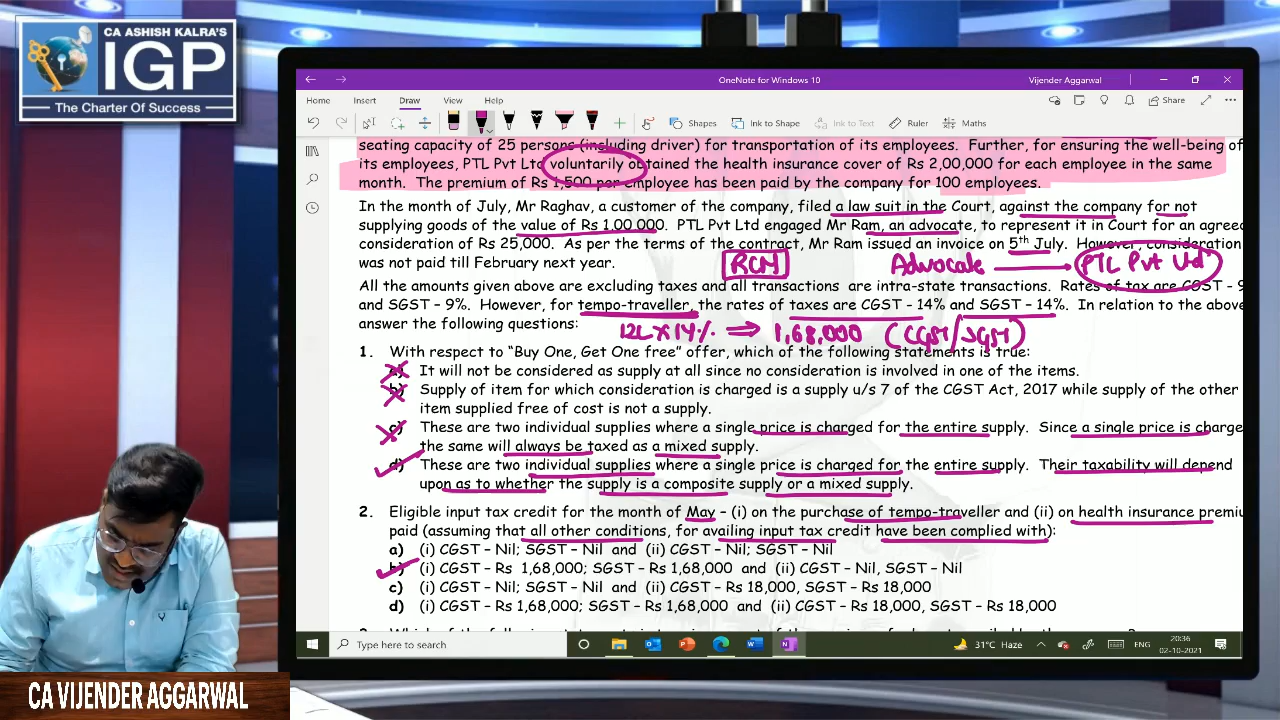 CA ASHISH KALRA'S
IGP
The Charter Of Success
OneNote for Windows 10
Vijender Aggarwal
Home Insert Draw View Help
Share
Shapes Ink to Shape Ink to Text Ruler Maths
seating capacity of 25 persons (including driver) for transportation of its employees. Further, for ensuring the well-being of
its employees, PTL Pvt Ltd voluntarily obtained the health insurance cover of Rs 2,00,000 for each employee in the same
month. The premium of Rs 1,500 per employee has been paid by the company for 100 employees.
In the month of July, Mr Raghav, a customer of the company, filed a law suit in the Court, against the company for not
supplying goods of the value of Rs 1,00,000. PTL Pvt Ltd engaged Mr Ram, an advocate, to represent it in Court for an agreed
consideration of Rs 25,000. As per the terms of the contract, Mr Ram issued an invoice on 5th July. However, consideration
was not paid till February next year.
RCM Advocate PTL Pvt Ltd
All the amounts given above are excluding taxes and all transactions are intra-state transactions. Rates of tax are CGST - 9
and SGST – 9%. However, for tempo-traveller, the rates of taxes are CGST – 14% and SGST – 14%. In relation to the above
answer the following questions:
12L X 14% ⇒ 1,68,000 (CGST/SGST)
1. With respect to “Buy One, Get One free” offer, which of the following statements is true:
a) It will not be considered as supply at all since no consideration is involved in one of the items.
b) Supply of item for which consideration is charged is a supply u/s 7 of the CGST Act, 2017 while supply of the other
item supplied free of cost is not a supply.
c) These are two individual supplies where a single price is charged for the entire supply. Since a single price is charge
the same will always be taxed as a mixed supply.
d) These are two individual supplies where a single price is charged for the entire supply. Their taxability will depend
upon as to whether the supply is a composite supply or a mixed supply.
2. Eligible input tax credit for the month of May – (i) on the purchase of tempo-traveller and (ii) on health insurance premiu
paid (assuming that all other conditions, for availing input tax credit have been complied with):
a) (i) CGST – Nil; SGST – Nil and (ii) CGST – Nil; SGST – Nil
b) (i) CGST – Rs 1,68,000; SGST – Rs 1,68,000 and (ii) CGST – Nil, SGST – Nil
c) (i) CGST – Nil; SGST – Nil and (ii) CGST – Rs 18,000, SGST – Rs 18,000
d) (i) CGST – Rs 1,68,000; SGST – Rs 1,68,000 and (ii) CGST – Rs 18,000, SGST – Rs 18,000
Type here to search
31°C Haze
ENG
20:36
02-10-2021
CA VIJENDER AGGARWAL